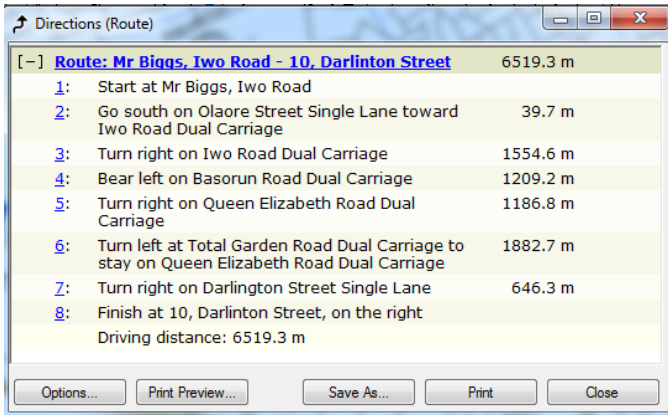 Directions (Route)
[-] Route: Mr Biggs, Iwo Road - 10, Darlinton Street 6519.3 m
1: Start at Mr Biggs, Iwo Road
2: Go south on Olaore Street Single Lane toward 39.7 m
Iwo Road Dual Carriage
3: Turn right on Iwo Road Dual Carriage 1554.6 m
4: Bear left on Basorun Road Dual Carriage 1209.2 m
5: Turn right on Queen Elizabeth Road Dual 1186.8 m
Carriage
6: Turn left at Total Garden Road Dual Carriage to 1882.7 m
stay on Queen Elizabeth Road Dual Carriage
7: Turn right on Darlington Street Single Lane 646.3 m
8: Finish at 10, Darlinton Street, on the right
Driving distance: 6519.3 m
Options... Print Preview... Save As... Print Close